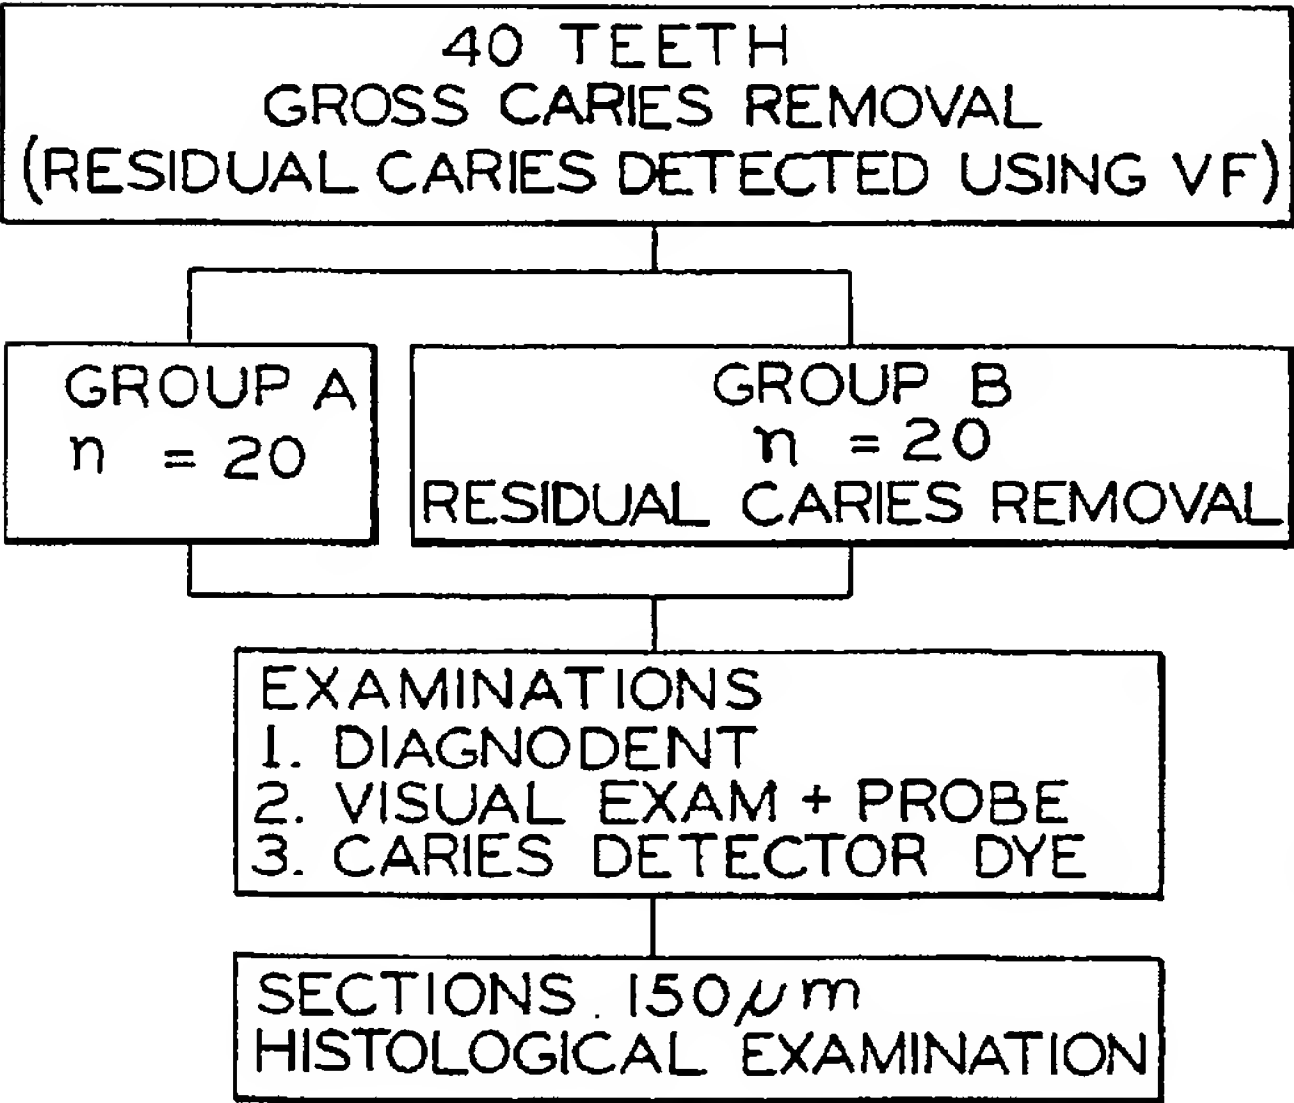 40 TEETH
GROSS CARIES REMOVAL
(RESIDUAL CARIES DETECTED USING VF)
GROUP A
n = 20
GROUP B
n = 20
RESIDUAL CARIES REMOVAL
EXAMINATIONS
1. DIAGNODENT
2. VISUAL EXAM + PROBE
3. CARIES DETECTOR DYE
SECTIONS. 150µm
HISTOLOGICAL EXAMINATION